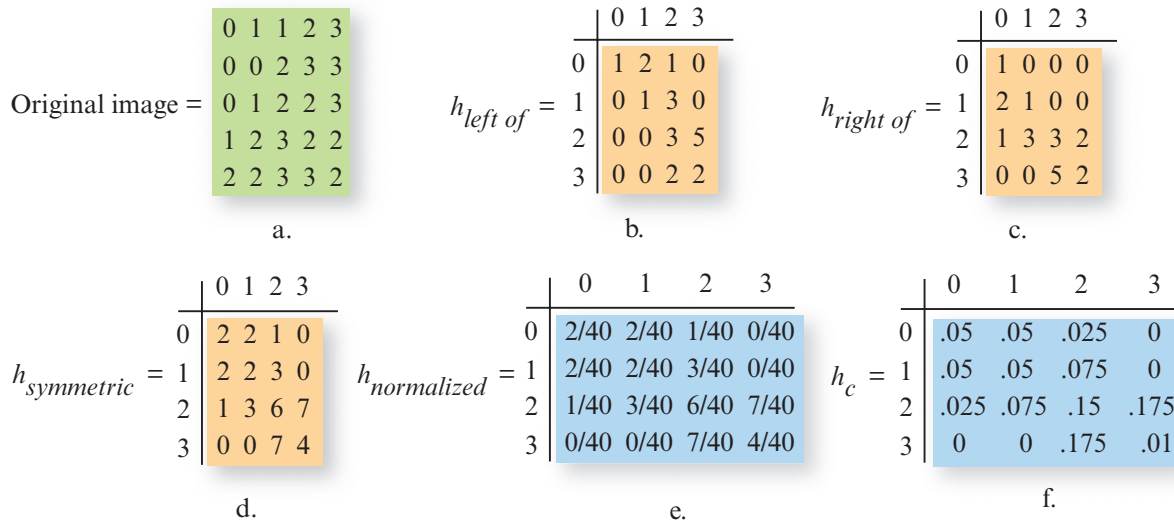 Original image =
0 1 1 2 3
0 0 2 3 3
0 1 2 2 3
1 2 3 2 2
2 2 3 3 2
a.
h left of =
0 1 2 3
0 1 2 1 0
1 0 1 3 0
2 0 0 3 5
3 0 0 2 2
b.
h right of =
0 1 2 3
0 1 0 0 0
1 2 1 0 0
2 1 3 3 2
3 0 0 5 2
c.
h symmetric =
0 1 2 3
0 2 2 1 0
1 2 2 3 0
2 1 3 6 7
3 0 0 7 4
d.
h normalized =
0 1 2 3
0 2/40 2/40 1/40 0/40
1 2/40 2/40 3/40 0/40
2 1/40 3/40 6/40 7/40
3 0/40 0/40 7/40 4/40
e.
h c =
0 1 2 3
0 .05 .05 .025 0
1 .05 .05 .075 0
2 .025 .075 .15 .175
3 0 0 .175 .01
f.